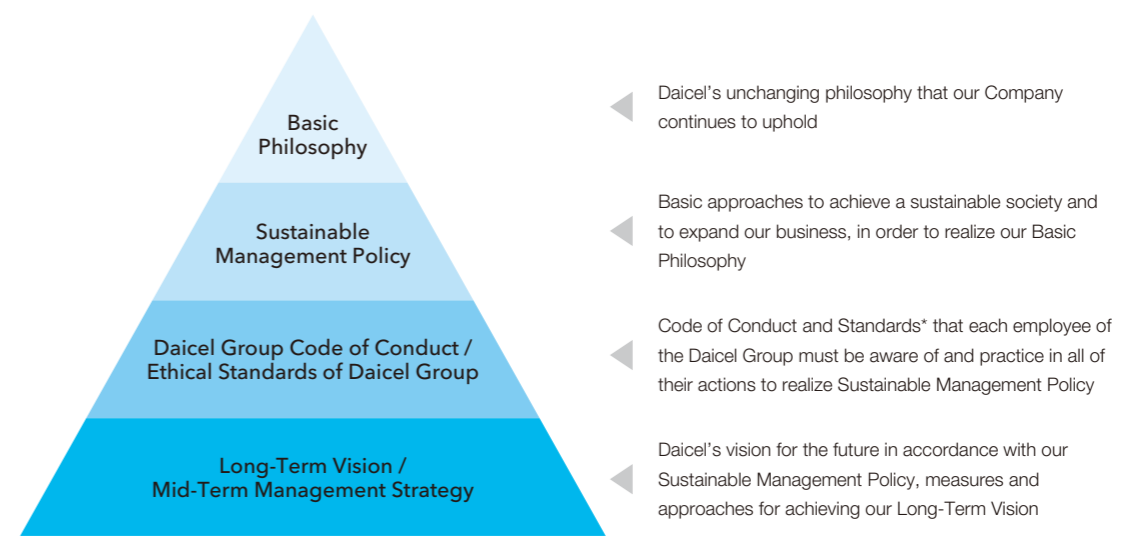 Basic
Philosophy
Daicel's unchanging philosophy that our Company
continues to uphold
Sustainable
Management Policy
Basic approaches to achieve a sustainable society and
to expand our business, in order to realize our Basic
Philosophy
Daicel Group Code of Conduct /
Ethical Standards of Daicel Group
Code of Conduct and Standards* that each employee of
the Daicel Group must be aware of and practice in all of
their actions to realize Sustainable Management Policy
Long-Term Vision /
Mid-Term Management Strategy
Daicel's vision for the future in accordance with our
Sustainable Management Policy, measures and
approaches for achieving our Long-Term Vision